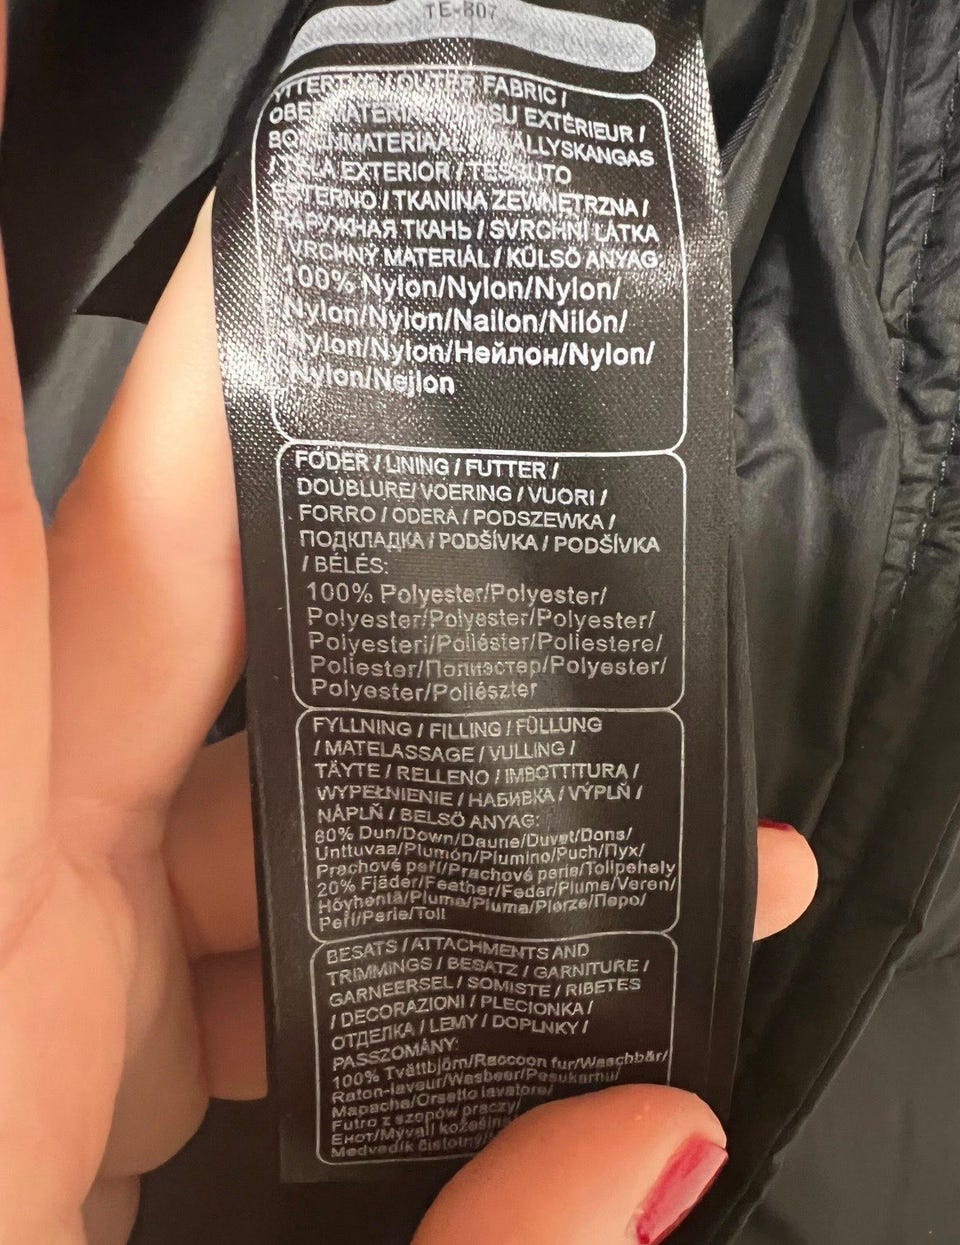 TE-B07
YTTERTYG / OUTER FABRIC /
OBERMATERIAL / TISSU EXTÉRIEUR /
BOVENMATERIAAL / PÄÄLLYSKANGAS
/ TELA EXTERIOR / TESSUTO
ESTERNO / TKANINA ZEWNĘTRZNA /
НАРУЖНАЯ ТКАНЬ / SVRCHNÍ LÁTKA
/ VRCHNÝ MATERIÁL / KÜLSÖ ANYAG:
100% Nylon/Nylon/Nylon/
Nylon/Nylon/Nailon/Nilón/
Nylon/Nylon/Нейлон/Nylon/
Nylon/Nejlon
FODER / LINING / FUTTER /
DOUBLURE/ VOERING / VUORI /
FORRO / ODERA / PODSZEWKA /
ПОДКЛАДКА / PODŠÍVKA / PODŠÍVKA
/ BÉLÉS:
100% Polyester/Polyester/
Polyester/Polyester/Polyester/
Polyesteri/Poliéster/Poliestere/
Poliester/Полиэстер/Polyester/
Polyester/Poliészter
FYLLNING / FILLING / FÜLLUNG
/ MATELASSAGE / VULLING /
TÄYTE / RELLENO / IMBOTTITURA /
WYPEŁNIENIE / НАБИВКА / VÝPLŇ /
NÁPLŇ / BELSÖ ANYAG:
80% Dun/Down/Daune/Duvet/Dons/
Unttuvaa/Plumón/Plumino/Puch/Пух/
Prachové peří/Prachové perie/Tollpehely
20% Fjäder/Feather/Feder/Plume/Veren/
Höyhentä/Pluma/Pluma/Pierze/Перо/
Peří/Perie/Toll
BESATS / ATTACHMENTS AND
TRIMMINGS / BESATZ / GARNITURE /
GARNEERSEL / SOMISTE / RIBETES
/ DECORAZIONI / PLECIONKA /
ОТДЕЛКА / LEMY / DOPLNKY /
PASSZOMÁNY:
100% Tvättbjörn/Raccoon fur/Waschbär/
Raton-laveur/Wasbeer/Pesukarhu/
Mapache/Orsetto lavatore/
Futro z szopów praczy/
Енот/Mývalí
Medvedík čistotný/